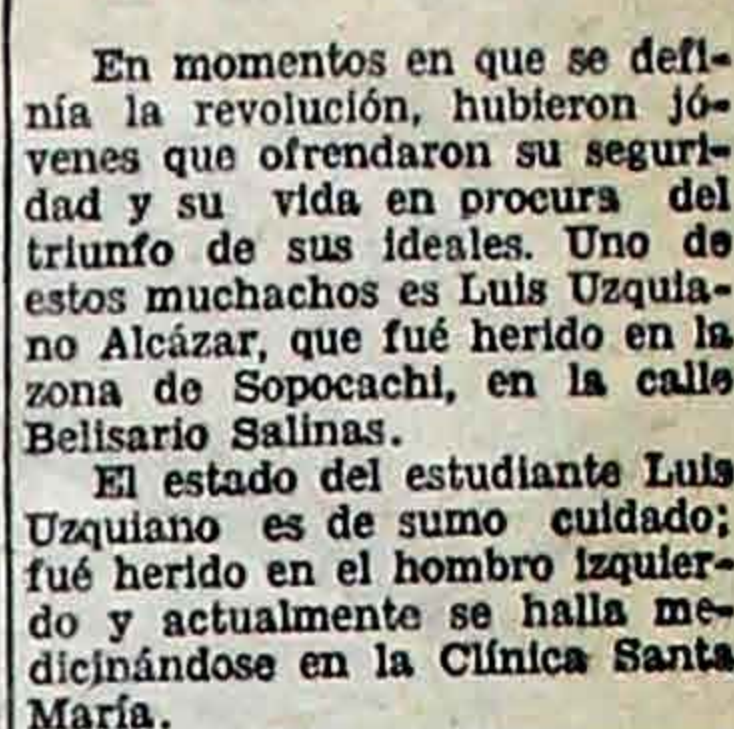 En momentos en que se defi-
nía la revolución, hubieron jó-
venes que ofrendaron su seguri-
dad y su vida en procura del
triunfo de sus ideales. Uno de
estos muchachos es Luis Uzquia-
no Alcázar, que fué herido en la
zona de Sopocachi, en la calle
Belisario Salinas.
El estado del estudiante Luis
Uzquiano es de sumo cuidado;
fué herido en el hombro izquier-
do y actualmente se halla me-
dicinándose en la Clínica Santa
María.